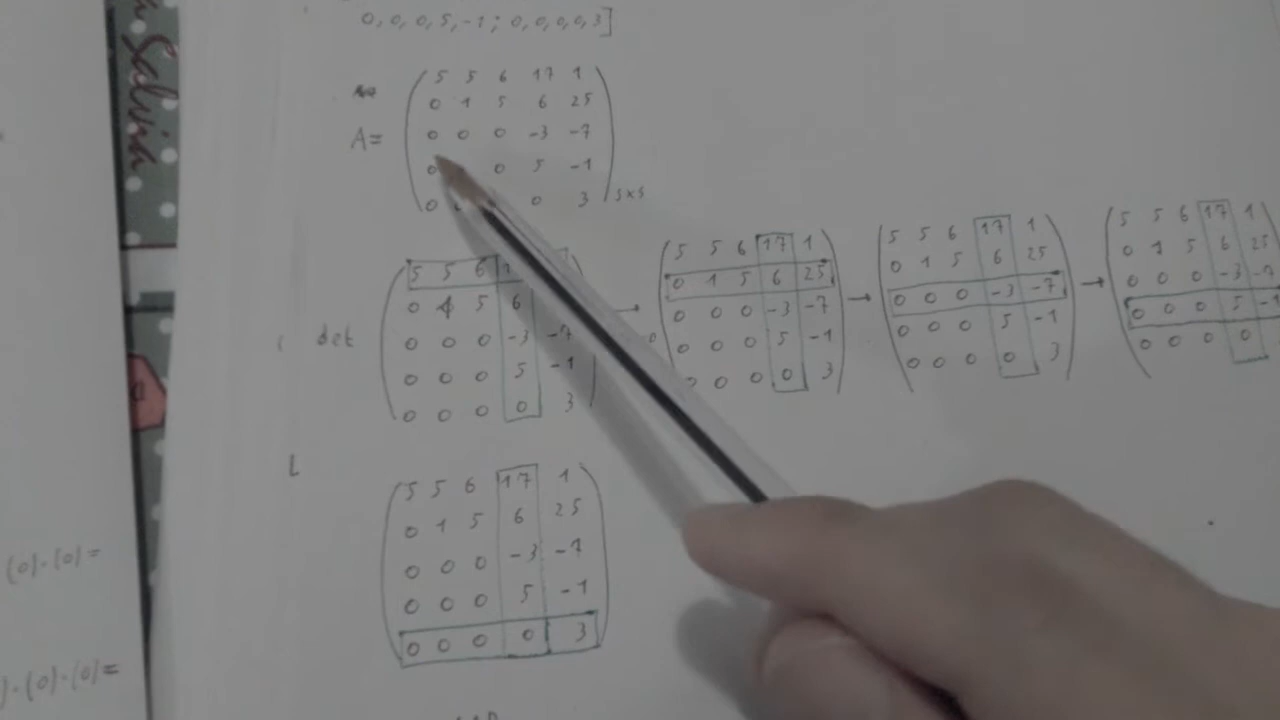 0,0,0,5,-1; 0,0,0,0,3]
5 5 6 17 1
0 1 5 6 25
A= 0 0 0 -3 -7
0 0 5 -1
0 0 3 5x5
Salvia
5 5 6
0 1 5 6
det 0 0 0 -3 -7
0 0 0 5 -1
0 0 0 0 3
→
5 5 6 17 1
0 1 5 6 25
0 0 0 -3 -7
0 0 0 5 -1
0 0 0 0 3
→
5 5 6 17 1
0 1 5 6 25
0 0 0 -3 -7
0 0 0 5 -1
0 0 0 0 3
→
5 5 6 17 1
0 1 5 6 25
0 0 0 -3 -7
0 0 0 5 -1
0 0 0 0
L
5 5 6 17 1
0 1 5 6 25
0 0 0 -3 -7
0 0 0 5 -1
0 0 0 0 3
(0)·(0)=
)·(0)·(0)=